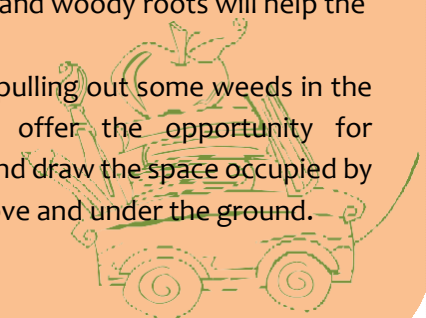 and woody roots will help the
pulling out some weeds in the
offer the opportunity for
nd draw the space occupied by
ve and under the ground.